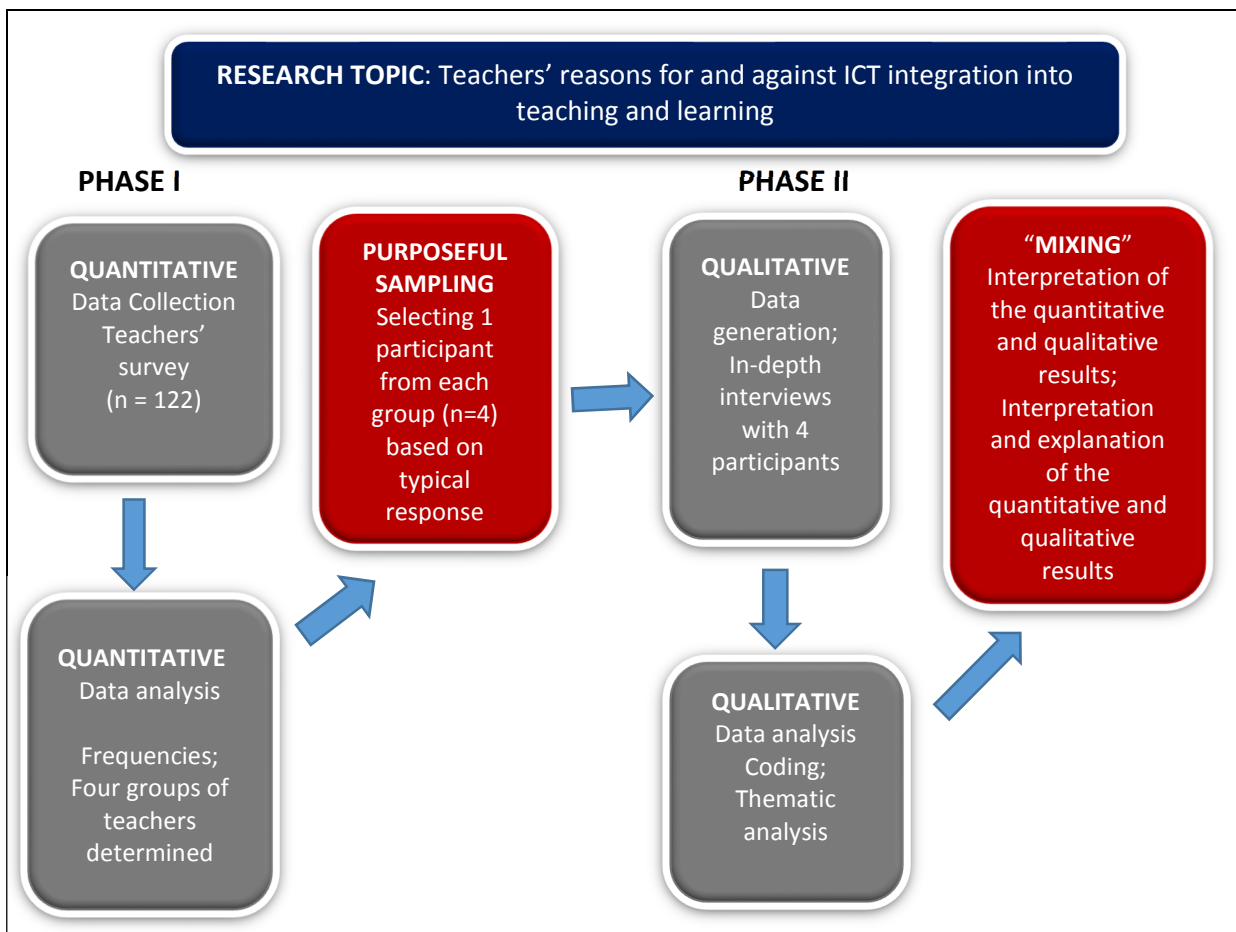 RESEARCH TOPIC: Teachers’ reasons for and against ICT integration into
teaching and learning
PHASE I
QUANTITATIVE
Data Collection
Teachers’
survey
(n = 122)
QUANTITATIVE
Data analysis
Frequencies;
Four groups of
teachers
determined
PURPOSEFUL
SAMPLING
Selecting 1
participant
from each
group (n=4)
based on
typical
response
PHASE II
QUALITATIVE
Data
generation;
In-depth
interviews
with 4
participants
QUALITATIVE
Data analysis
Coding;
Thematic
analysis
“MIXING”
Interpretation of
the quantitative
and qualitative
results;
Interpretation
and explanation
of the
quantitative and
qualitative
results